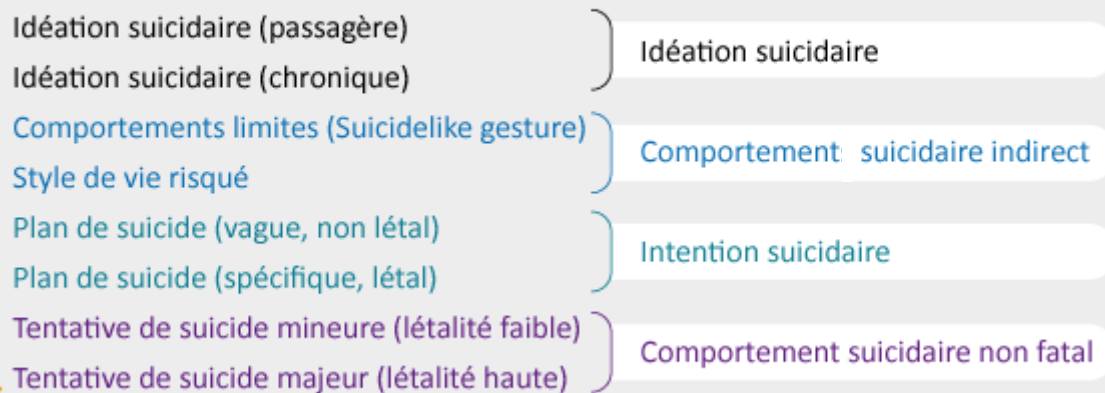 Idéation suicidaire (passagère)
Idéation suicidaire (chronique)
Idéation suicidaire
Comportements limites (Suicidelike gesture)
Style de vie risqué
Comportement suicidaire indirect
Plan de suicide (vague, non létal)
Plan de suicide (spécifique, létal)
Intention suicidaire
Tentative de suicide mineure (létalité faible)
Tentative de suicide majeur (létalité haute)
Comportement suicidaire non fatal